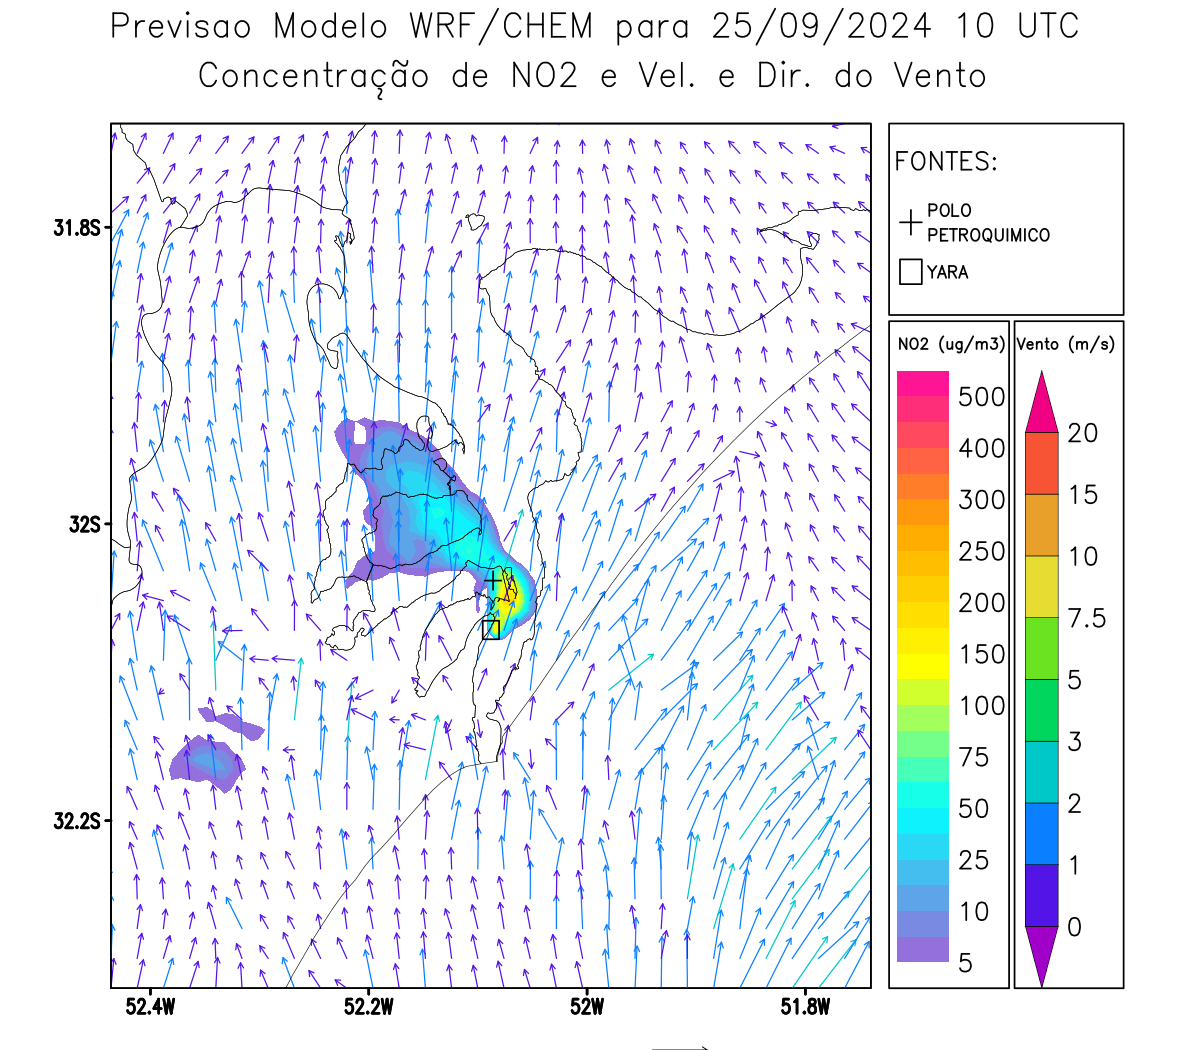 Previsao Modelo WRF/CHEM para 25/09/2024 10 UTC
Concentração de NO2 e Vel. e Dir. do Vento
FONTES:
POLO
PETROQUIMICO
YARA
NO2 (ug/m3)
500
400
300
250
200
150
100
75
50
25
10
5
Vento (m/s)
20
15
10
7.5
5
3
2
1
0
31.8S
32S
32.2S
52.4W
52.2W
52W
51.8W